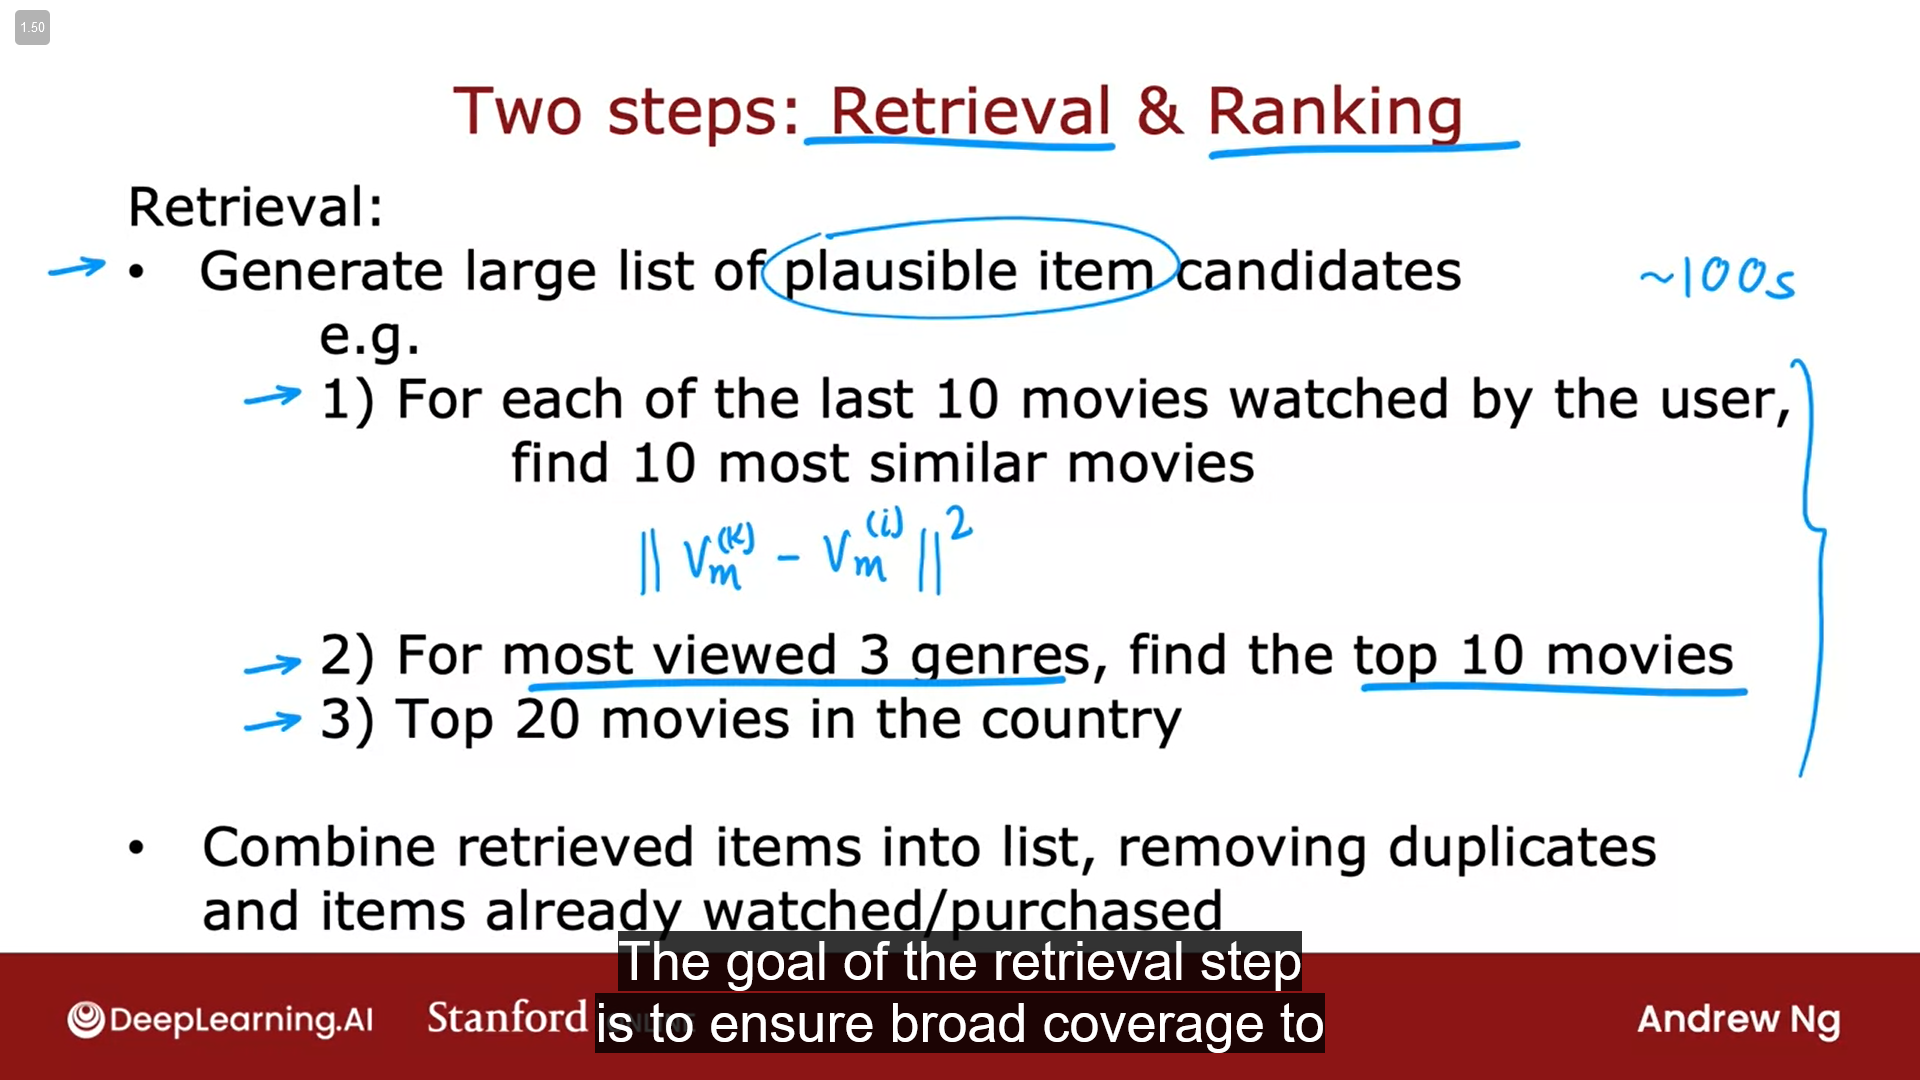 1.50
Two steps: Retrieval & Ranking
Retrieval:
• Generate large list of plausible item candidates ~100s
e.g.
1) For each of the last 10 movies watched by the user,
find 10 most similar movies
|| v_m^(k) - v_m^(i) ||^2
2) For most viewed 3 genres, find the top 10 movies
3) Top 20 movies in the country
• Combine retrieved items into list, removing duplicates
and items already watched/purchased
The goal of the retrieval step
is to ensure broad coverage to
DeepLearning.AI Stanford Andrew Ng